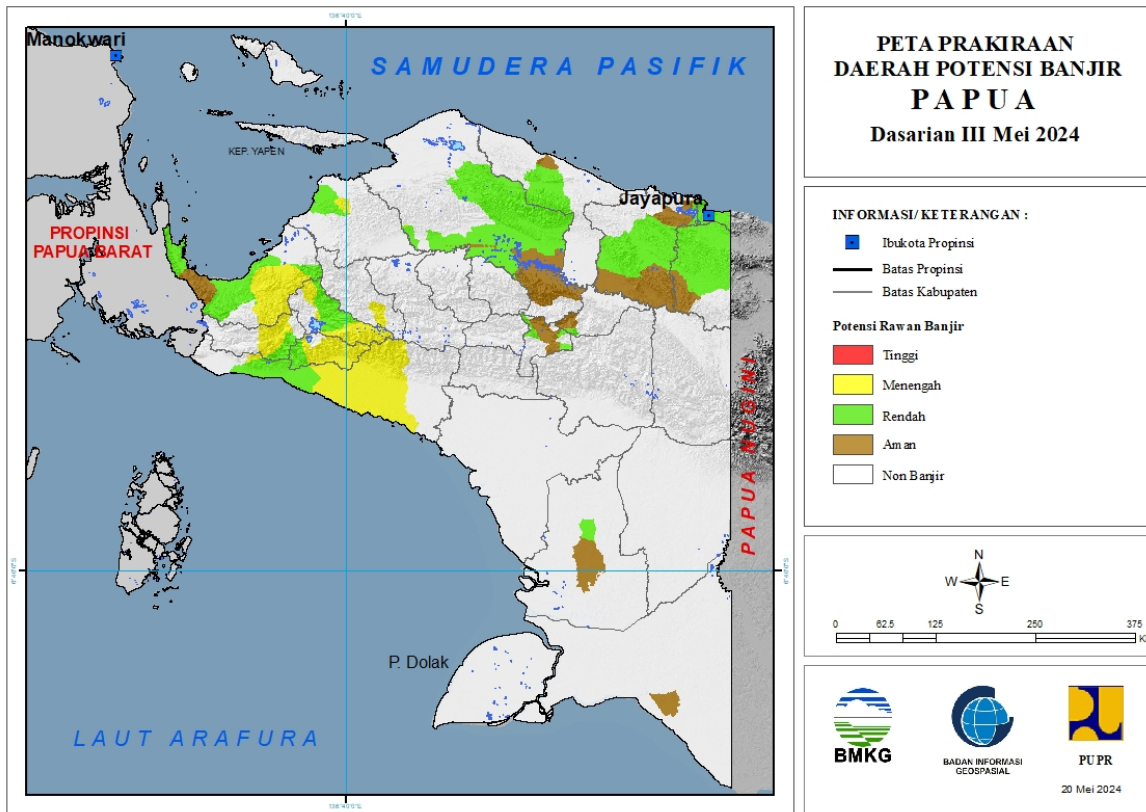 PETA PRAKIRAAN
DAERAH POTENSI BANJIR
PAPUA
Dasarian III Mei 2024
INFORMASI/ KETERANGAN :
Ibukota Propinsi
Batas Propinsi
Batas Kabupaten
Potensi Rawan Banjir
Tinggi
Menengah
Rendah
Aman
Non Banjir
N
W E
S
0 62.5 125 250 375
BMKG
BADAN INFORMASI
GEOSPASIAL
PUPR
20 Mei 2024
Manokwari
SAMUDERA PASIFIK
KEP. YAPEN
Jayapura
PROPINSI
PAPUA BARAT
PAPUA NUGINI
P. Dolak
LAUT ARAFURA